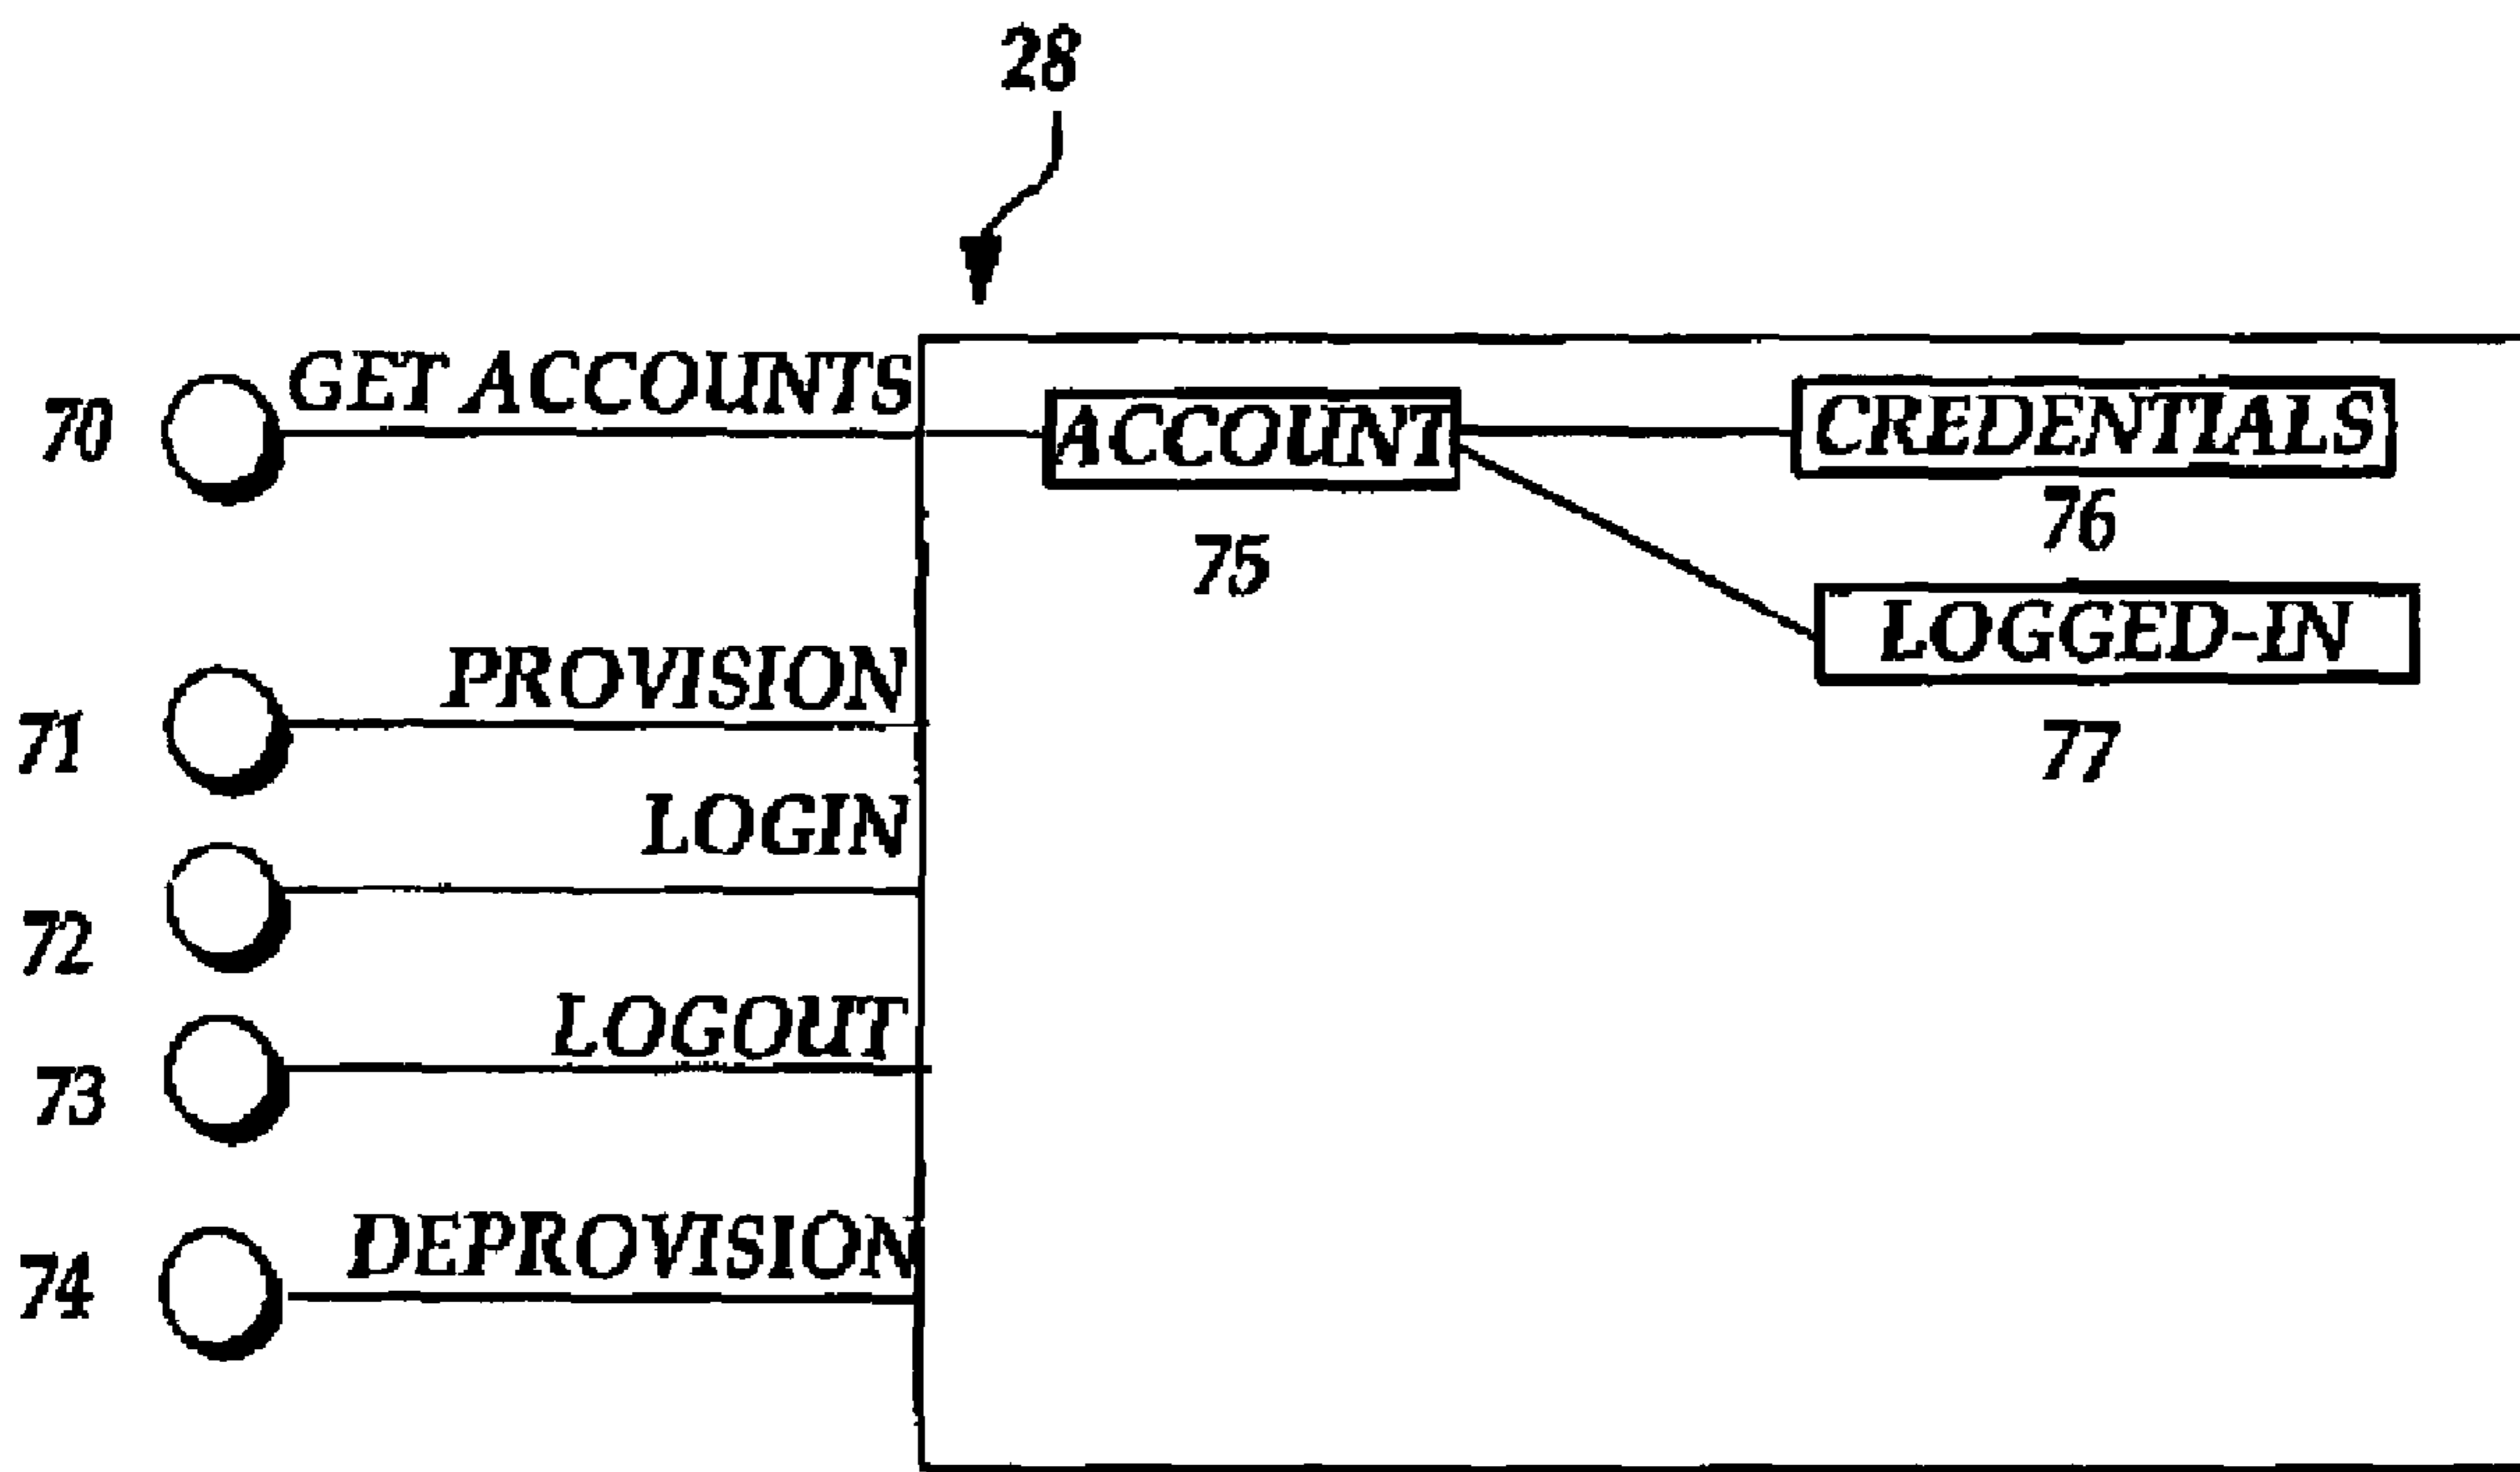 28
GET ACCOUNTS
70
ACCOUNT
75
CREDENTIALS
76
LOGGED-IN
77
PROVISION
71
LOGIN
72
LOGOUT
73
DEPROVISION
74